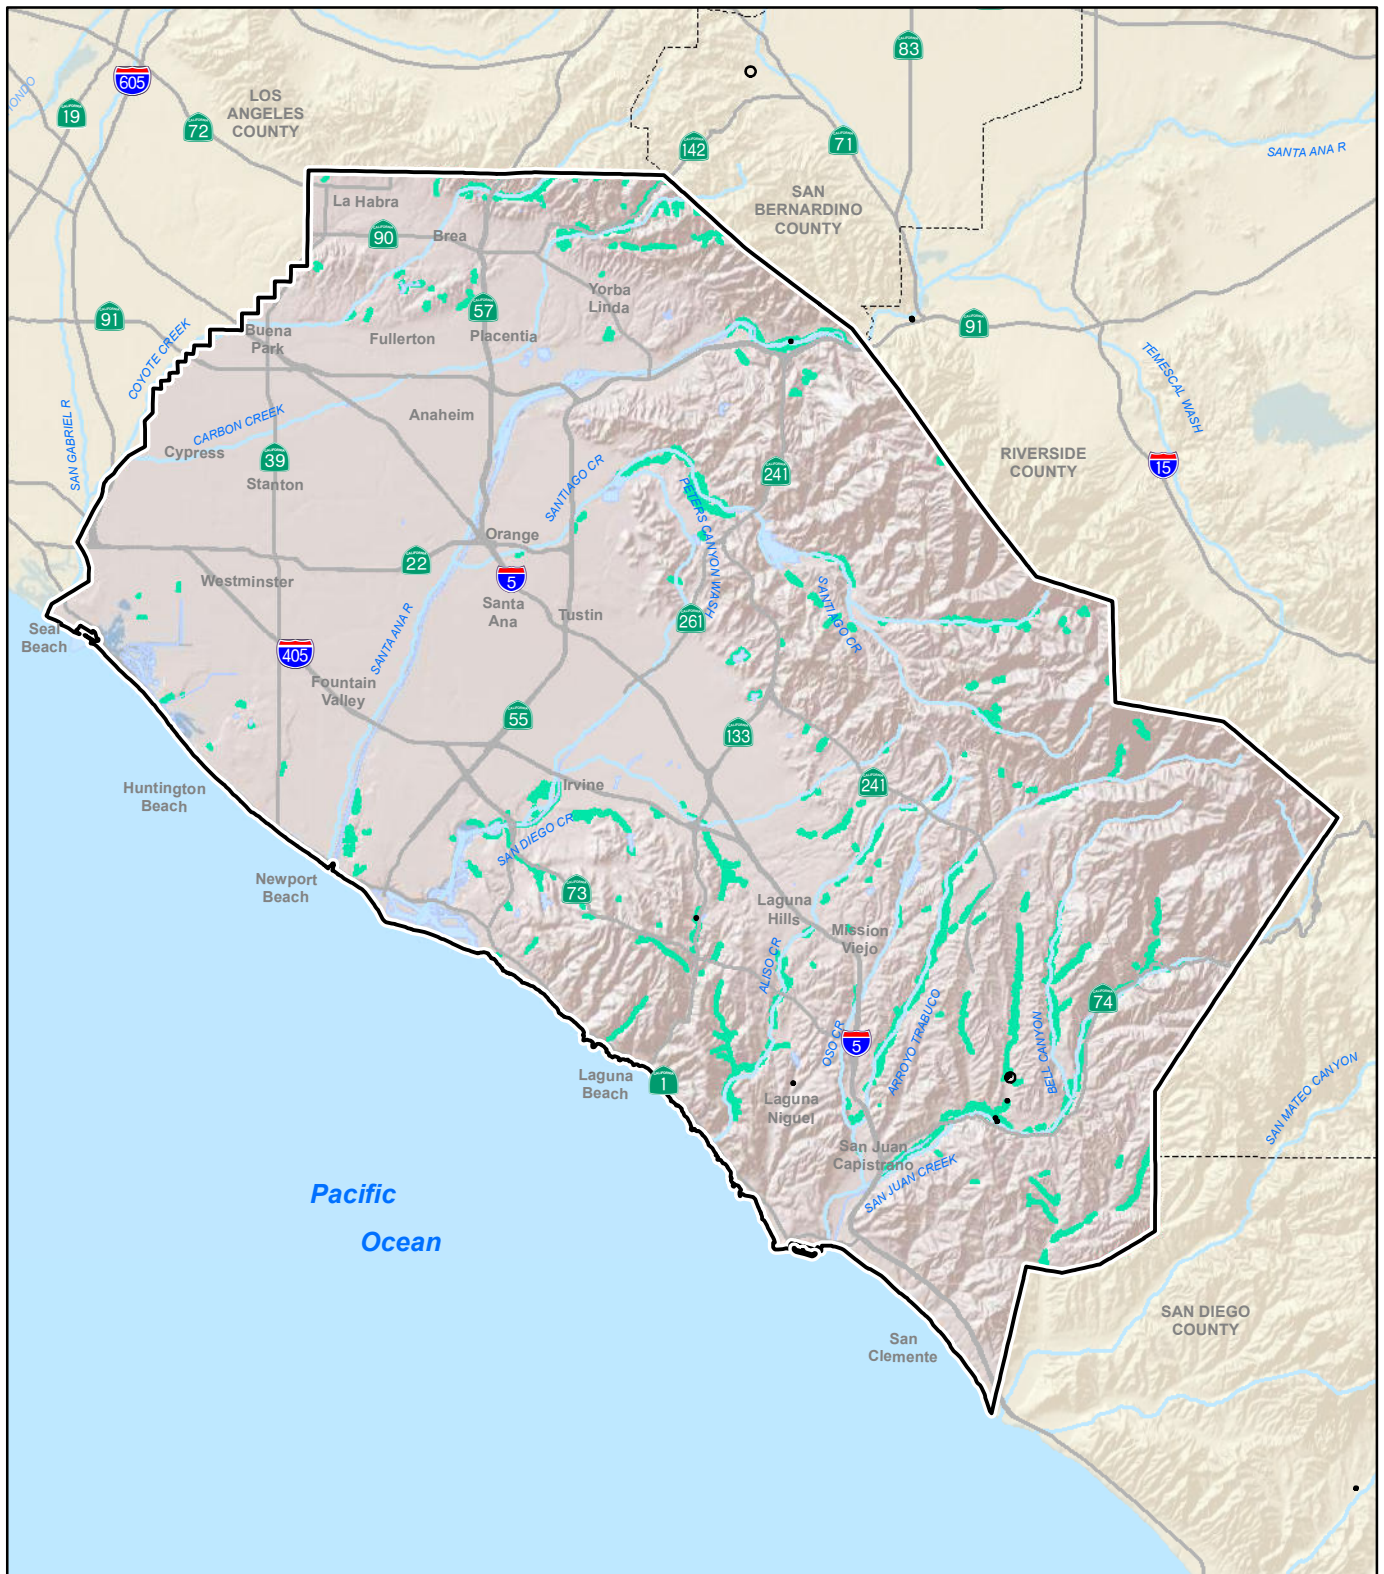 83
605
LOS
ANGELES
COUNTY
19
72
CALIFORNIA
142
CALIFORNIA
71
SANTA ANA R
SAN
BERNARDINO
COUNTY
La Habra
90
Brea
Yorba
Linda
57
91
Buena
Park
Fullerton
Placentia
91
COYOTE CREEK
TEMESCAL WASH
SAN GABRIEL R
CARBON CREEK
Anaheim
Cypress
39
Stanton
RIVERSIDE
COUNTY
15
241
SANTIAGO CR
PETERS CANYON WASH
Orange
22
5
Westminster
Santa
Ana
Tustin
261
SANTIAGO CR
Seal
Beach
SANTA ANA R
405
Fountain
Valley
55
133
Huntington
Beach
Irvine
241
SAN DIEGO CR
Newport
Beach
73
Laguna
Hills
Mission
Viejo
ALISO CR
74
OSO CR
5
ARROYO TRABUCO
BELL CANYON
Laguna
Beach
1
Laguna
Niguel
SAN MATEO CANYON
San Juan
Capistrano
SAN JUAN CREEK
Pacific
Ocean
SAN DIEGO
COUNTY
San
Clemente